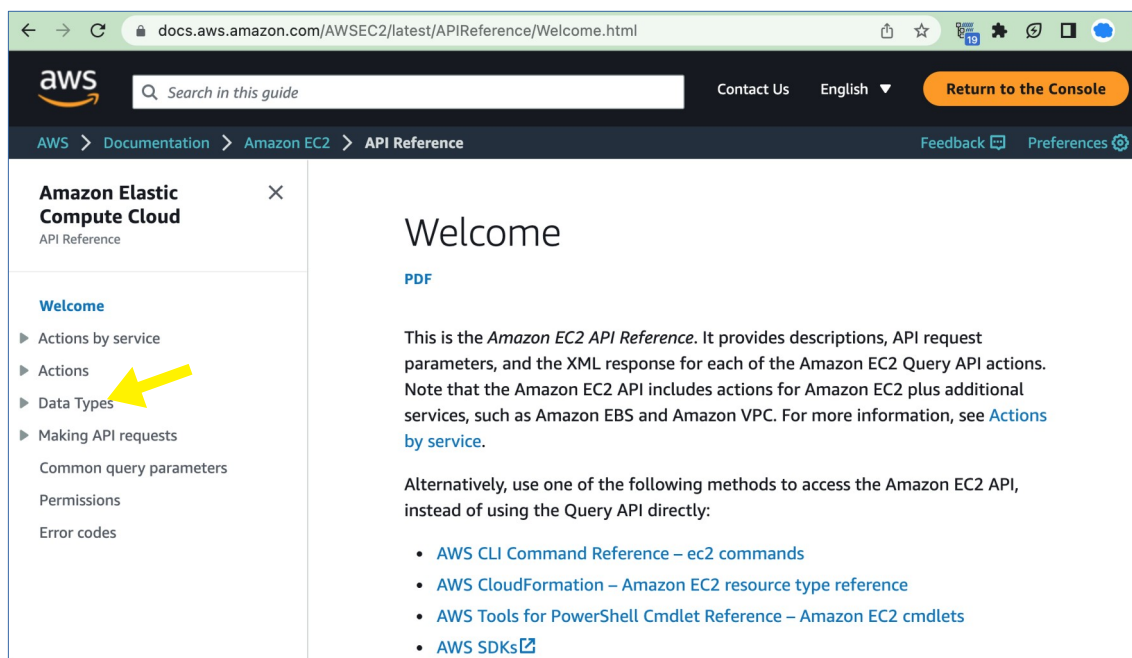 docs.aws.amazon.com/AWSEC2/latest/APIReference/Welcome.html
19
aws
Search in this guide
Contact Us
English
Return to the Console
AWS > Documentation > Amazon EC2 > API Reference
Feedback
Preferences
Amazon Elastic
Compute Cloud
API Reference
Welcome
Actions by service
Actions
Data Types
Making API requests
Common query parameters
Permissions
Error codes
Welcome
PDF
This is the Amazon EC2 API Reference. It provides descriptions, API request
parameters, and the XML response for each of the Amazon EC2 Query API actions.
Note that the Amazon EC2 API includes actions for Amazon EC2 plus additional
services, such as Amazon EBS and Amazon VPC. For more information, see Actions
by service.
Alternatively, use one of the following methods to access the Amazon EC2 API,
instead of using the Query API directly:
• AWS CLI Command Reference – ec2 commands
• AWS CloudFormation – Amazon EC2 resource type reference
• AWS Tools for PowerShell Cmdlet Reference – Amazon EC2 cmdlets
• AWS SDKs